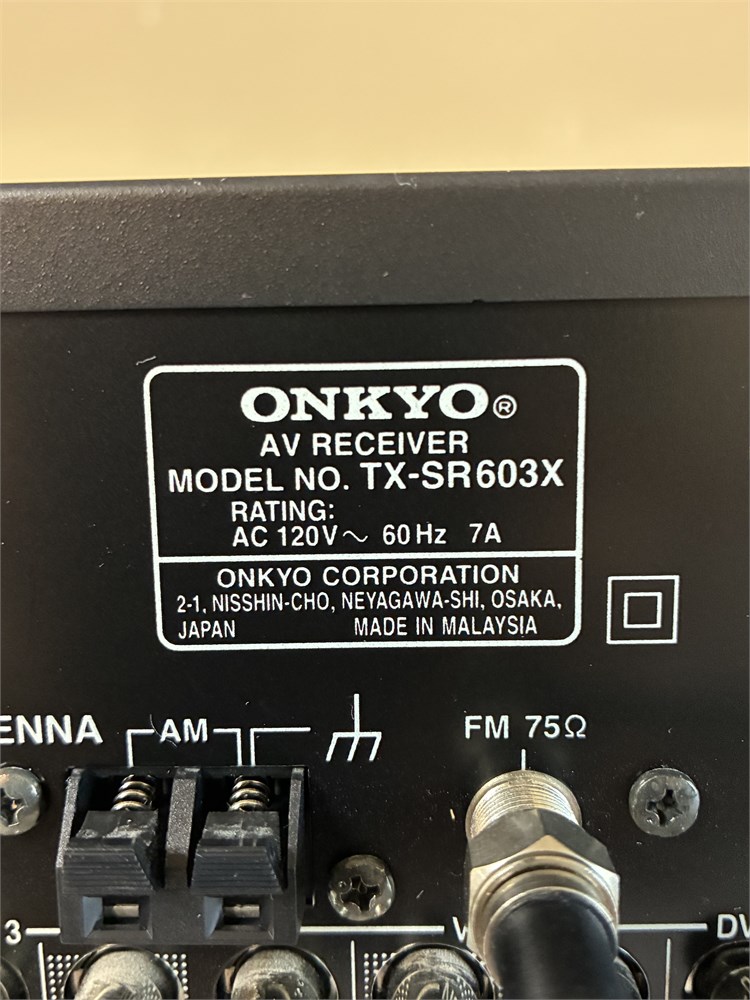 ONKYO®
AV RECEIVER
MODEL NO. TX-SR603X
RATING:
AC 120V~ 60Hz 7A
ONKYO CORPORATION
2-1, NISSHIN-CHO, NEYAGAWA-SHI, OSAKA,
JAPAN MADE IN MALAYSIA
ENNA AM FM 75Ω
3 V DV